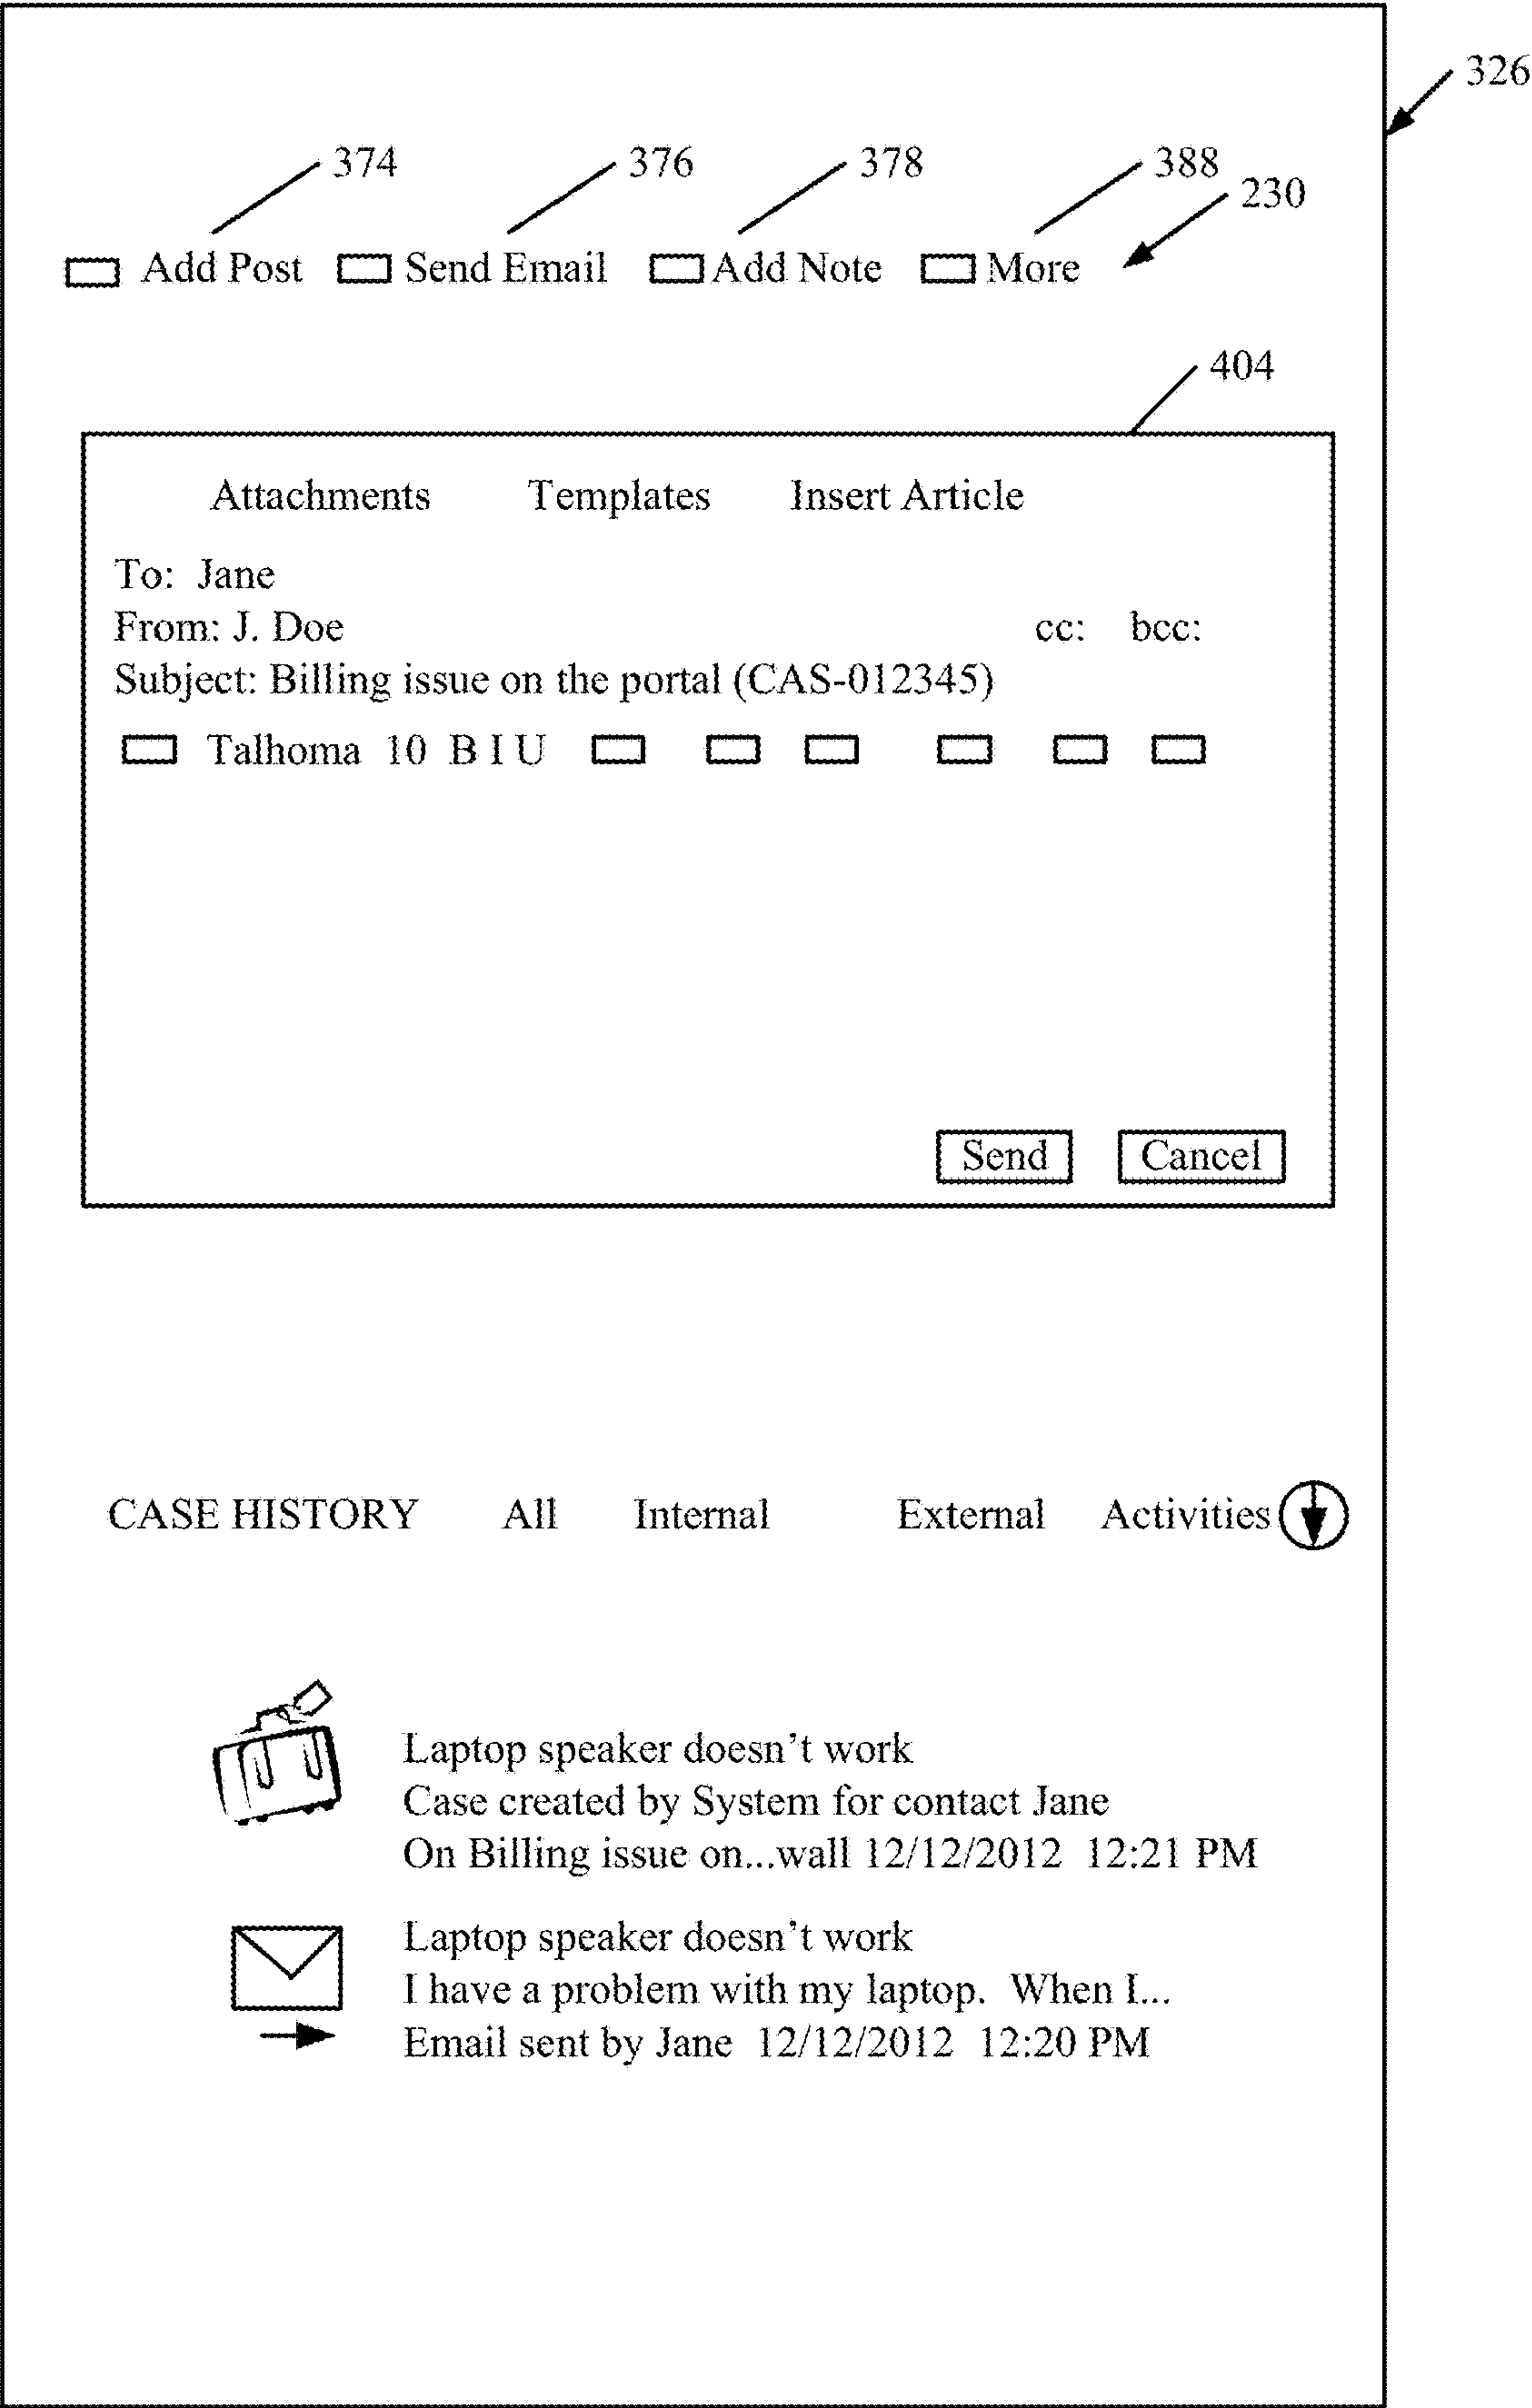 326
374 376 378 388
230
Add Post Send Email Add Note More
404
Attachments Templates Insert Article
To: Jane
From: J. Doe cc: bcc:
Subject: Billing issue on the portal (CAS-012345)
Talhoma 10 B I U
Send Cancel
CASE HISTORY All Internal External Activities
Laptop speaker doesn't work
Case created by System for contact Jane
On Billing issue on...wall 12/12/2012 12:21 PM
Laptop speaker doesn't work
I have a problem with my laptop. When I...
Email sent by Jane 12/12/2012 12:20 PM